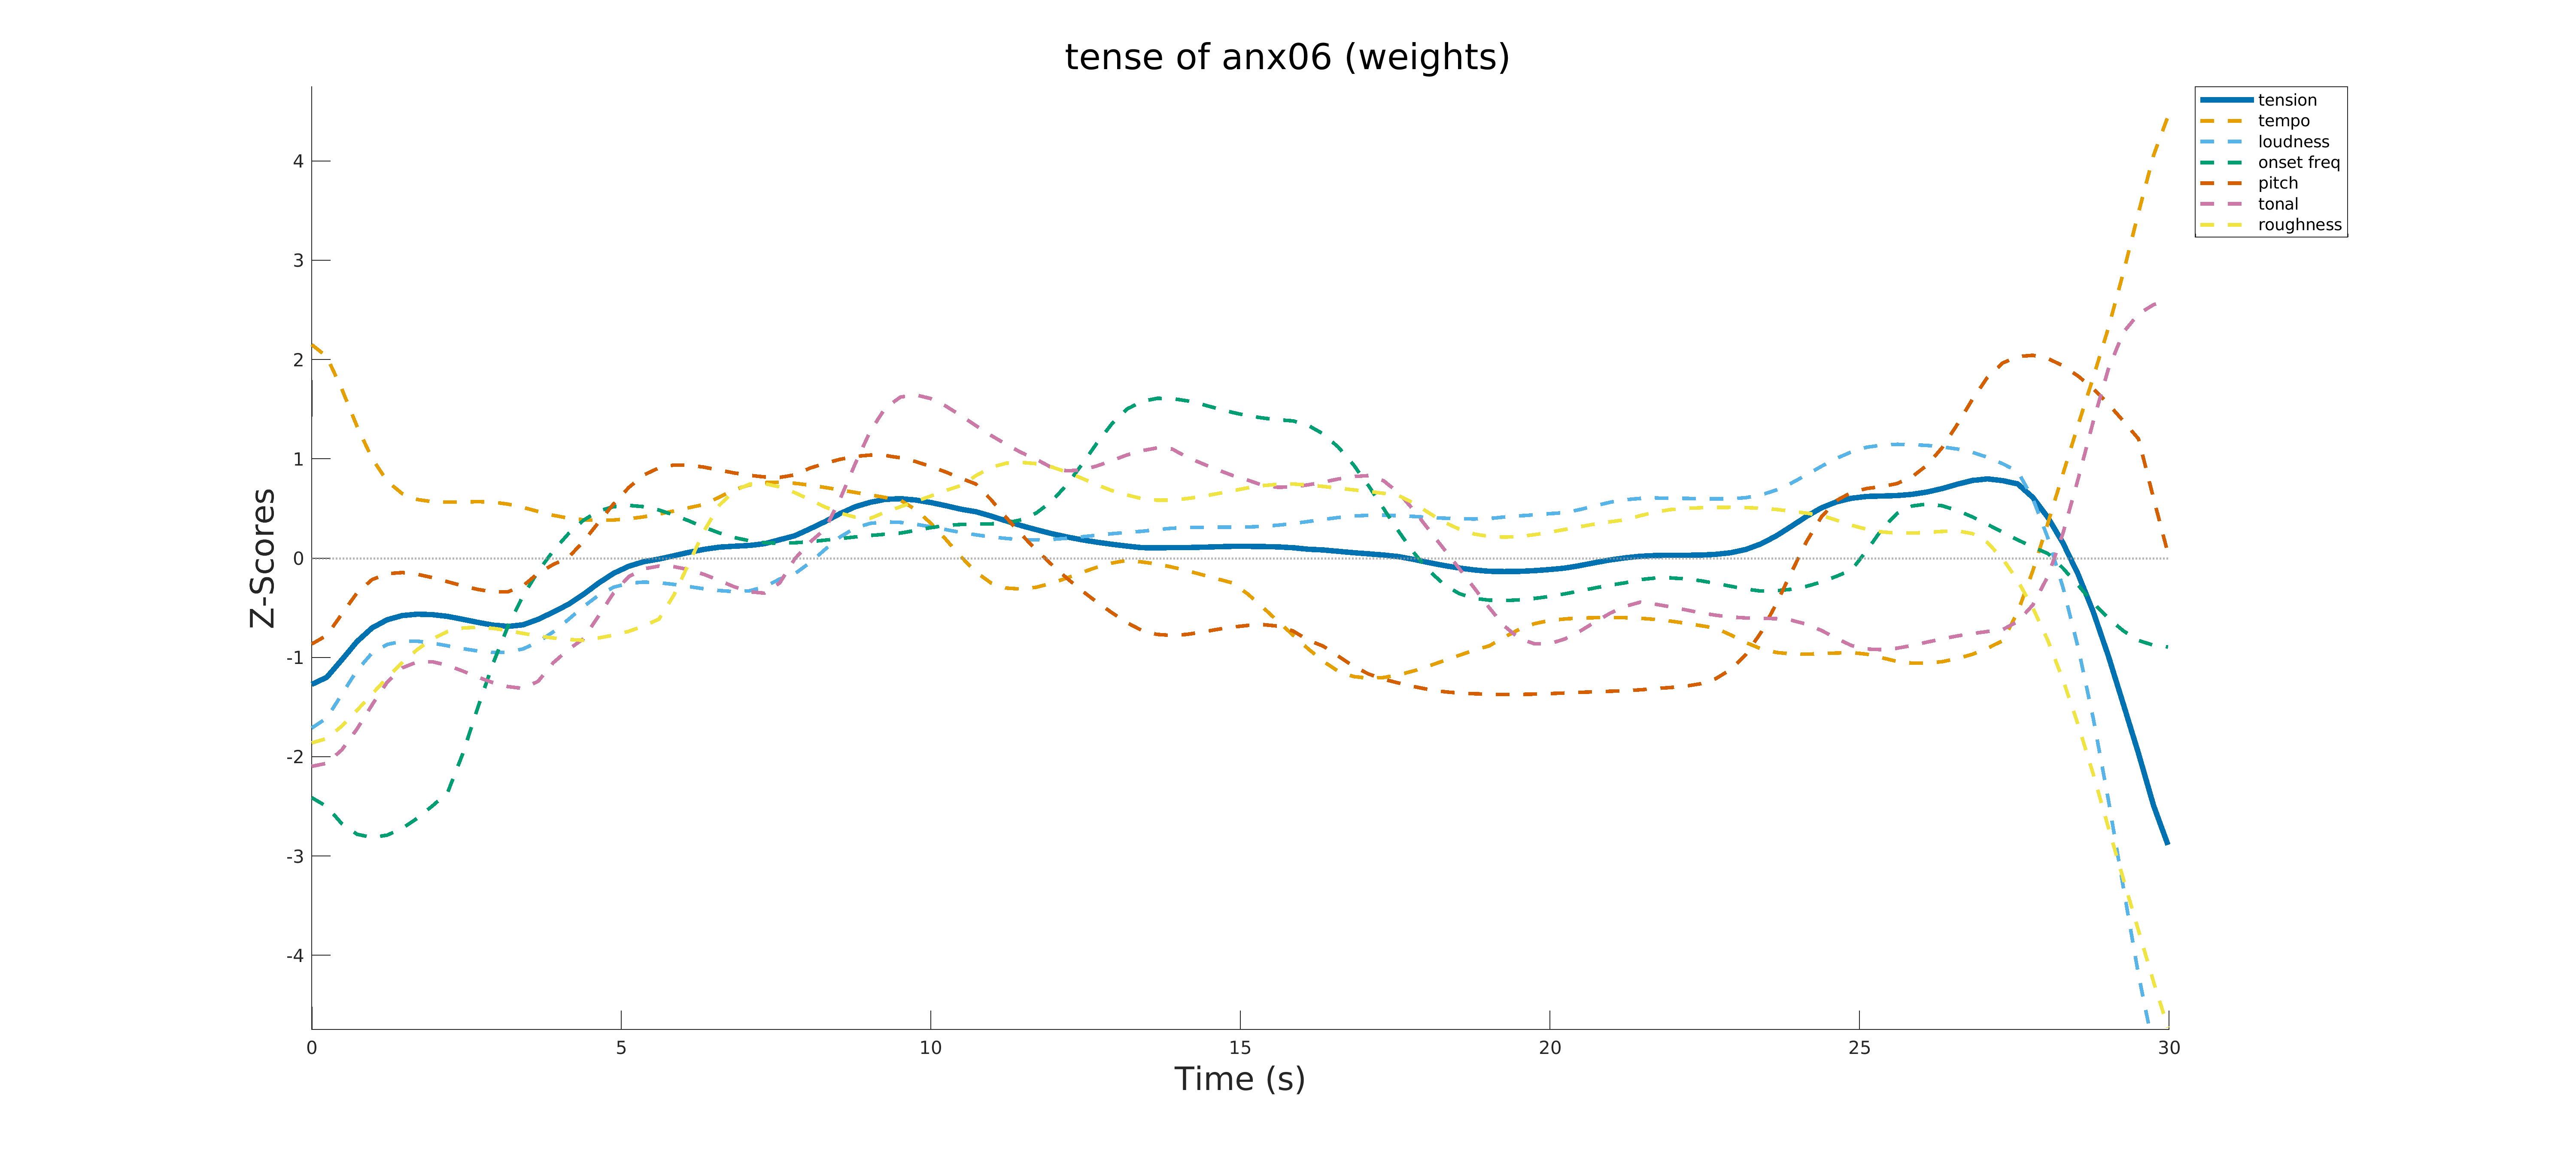 tense of anx06 (weights)
tension
tempo
loudness
onset freq
pitch
tonal
roughness
Z-Scores
4
3
2
1
0
-1
-2
-3
-4
0 5 10 15 20 25 30
Time (s)